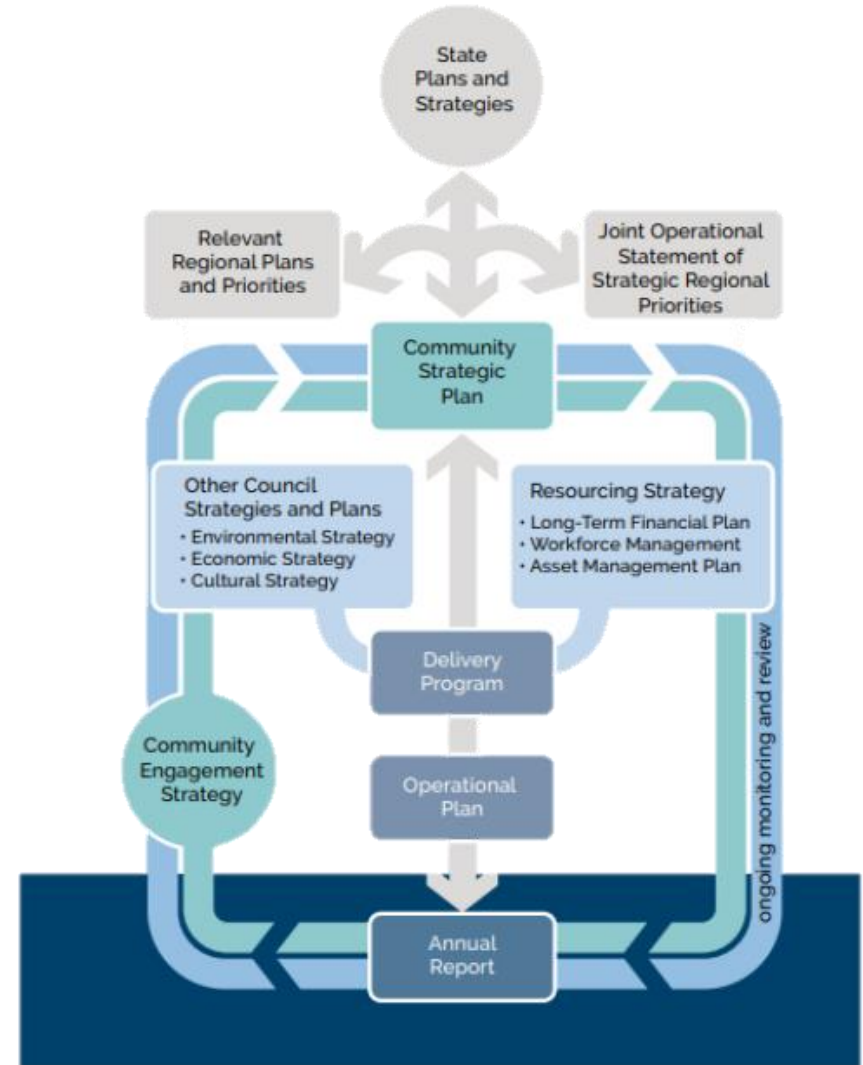 State
Plans and
Strategies
Relevant
Regional Plans
and Priorities
Joint Operational
Statement of
Strategic Regional
Priorities
Community
Strategic
Plan
Other Council
Strategies and Plans
• Environmental Strategy
• Economic Strategy
• Cultural Strategy
Resourcing Strategy
• Long-Term Financial Plan
• Workforce Management
• Asset Management Plan
Delivery
Program
Community
Engagement
Strategy
Operational
Plan
ongoing monitoring and review
Annual
Report